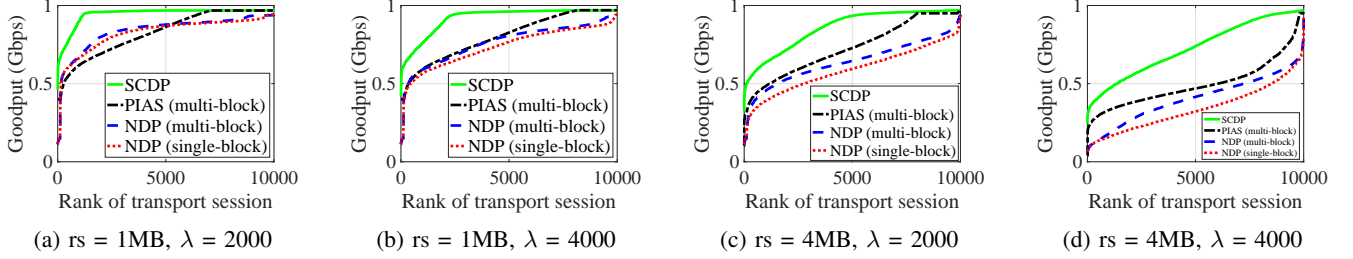 1
0.5
1
0 5000 10000
Goodput (Gbps)
Rank of transport session
SCDP
PIAS (multi-block)
NDP (multi-block)
NDP (single-block)
(a) rs = 1MB, λ = 2000
1
0.5
1
0 5000 10000
Goodput (Gbps)
Rank of transport session
SCDP
PIAS (multi-block)
NDP (multi-block)
NDP (single-block)
(b) rs = 1MB, λ = 4000
1
0.5
1
0 5000 10000
Goodput (Gbps)
Rank of transport session
SCDP
PIAS (multi-block)
NDP (multi-block)
NDP (single-block)
(c) rs = 4MB, λ = 2000
1
0.5
0
0 5000 10000
Goodput (Gbps)
Rank of transport session
SCDP
PIAS (multi-block)
NDP (multi-block)
NDP (single-block)
(d) rs = 4MB, λ = 4000